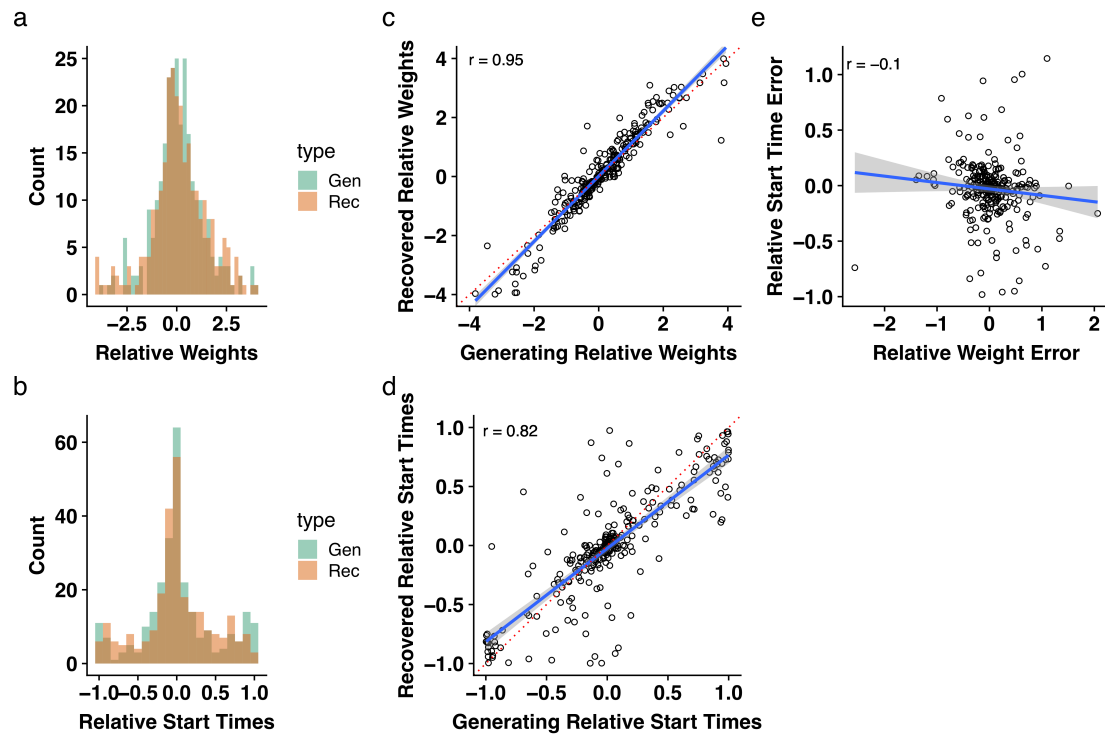 a
25
20
15
10
5
0
Count
−2.5 0.0 2.5
Relative Weights
type
Gen
Rec
b
60
40
20
0
Count
−1.0 −0.5 0.0 0.5 1.0
Relative Start Times
type
Gen
Rec
c
r = 0.95
4
2
0
−2
−4
Recovered Relative Weights
−4 −2 0 2 4
Generating Relative Weights
d
r = 0.82
1.0
0.5
0.0
−0.5
−1.0
Recovered Relative Start Times
−1.0 −0.5 0.0 0.5 1.0
Generating Relative Start Times
e
r = −0.1
1.0
0.5
0.0
−0.5
−1.0
Relative Start Time Error
−2 −1 0 1 2
Relative Weight Error